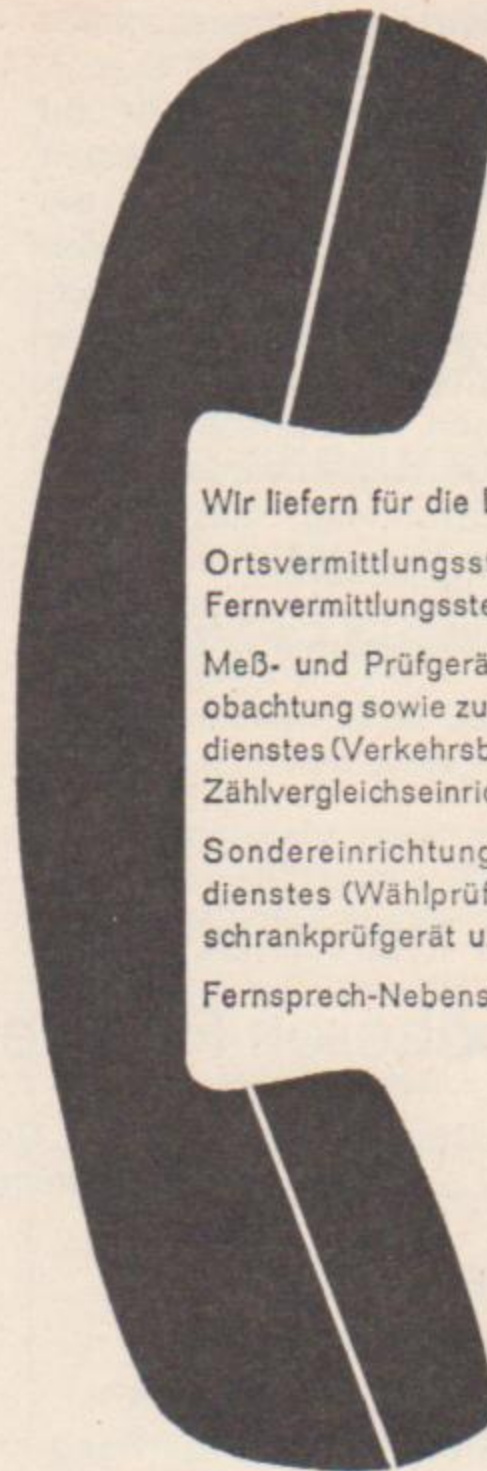 Wir liefern für die
Ortsvermittlungsst
Fernvermittlungsste
Meß- und Prüfgerä
obachtung sowie zu
dienstes (Verkehrsb
Zählvergleichseinric
Sondereinrichtung
dienstes (Wählprüf
schrankprüfgerät u
Fernsprech-Nebens